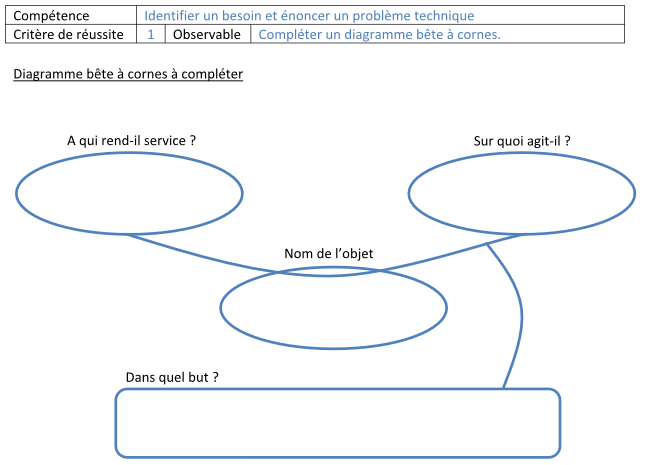 Compétence Identifier un besoin et énoncer un problème technique
Critère de réussite 1 Observable Compléter un diagramme bête à cornes.
Diagramme bête à cornes à compléter
A qui rend-il service ? Sur quoi agit-il ?
Nom de l’objet
Dans quel but ?